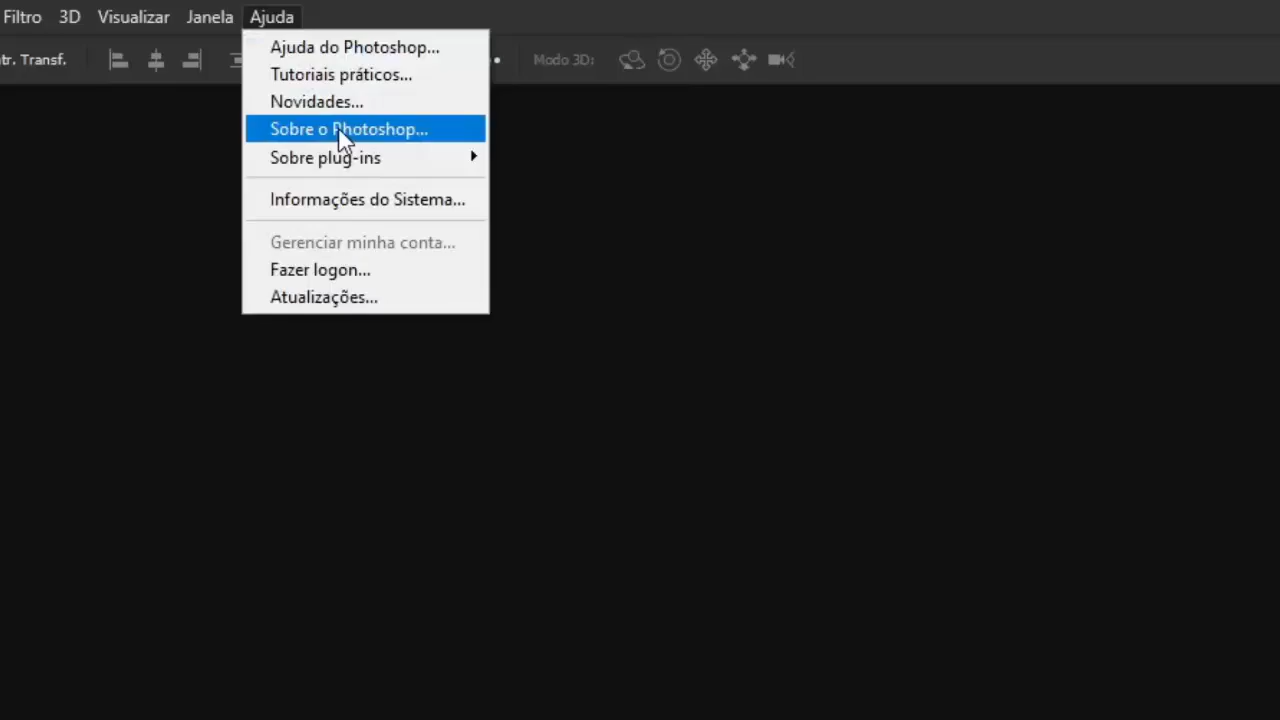 Filtro 3D Visualizar Janela Ajuda
tr. Transf. Modo 3D:
Ajuda do Photoshop...
Tutoriais práticos...
Novidades...
Sobre o Photoshop...
Sobre plug-ins
Informações do Sistema...
Gerenciar minha conta...
Fazer logon...
Atualizações...